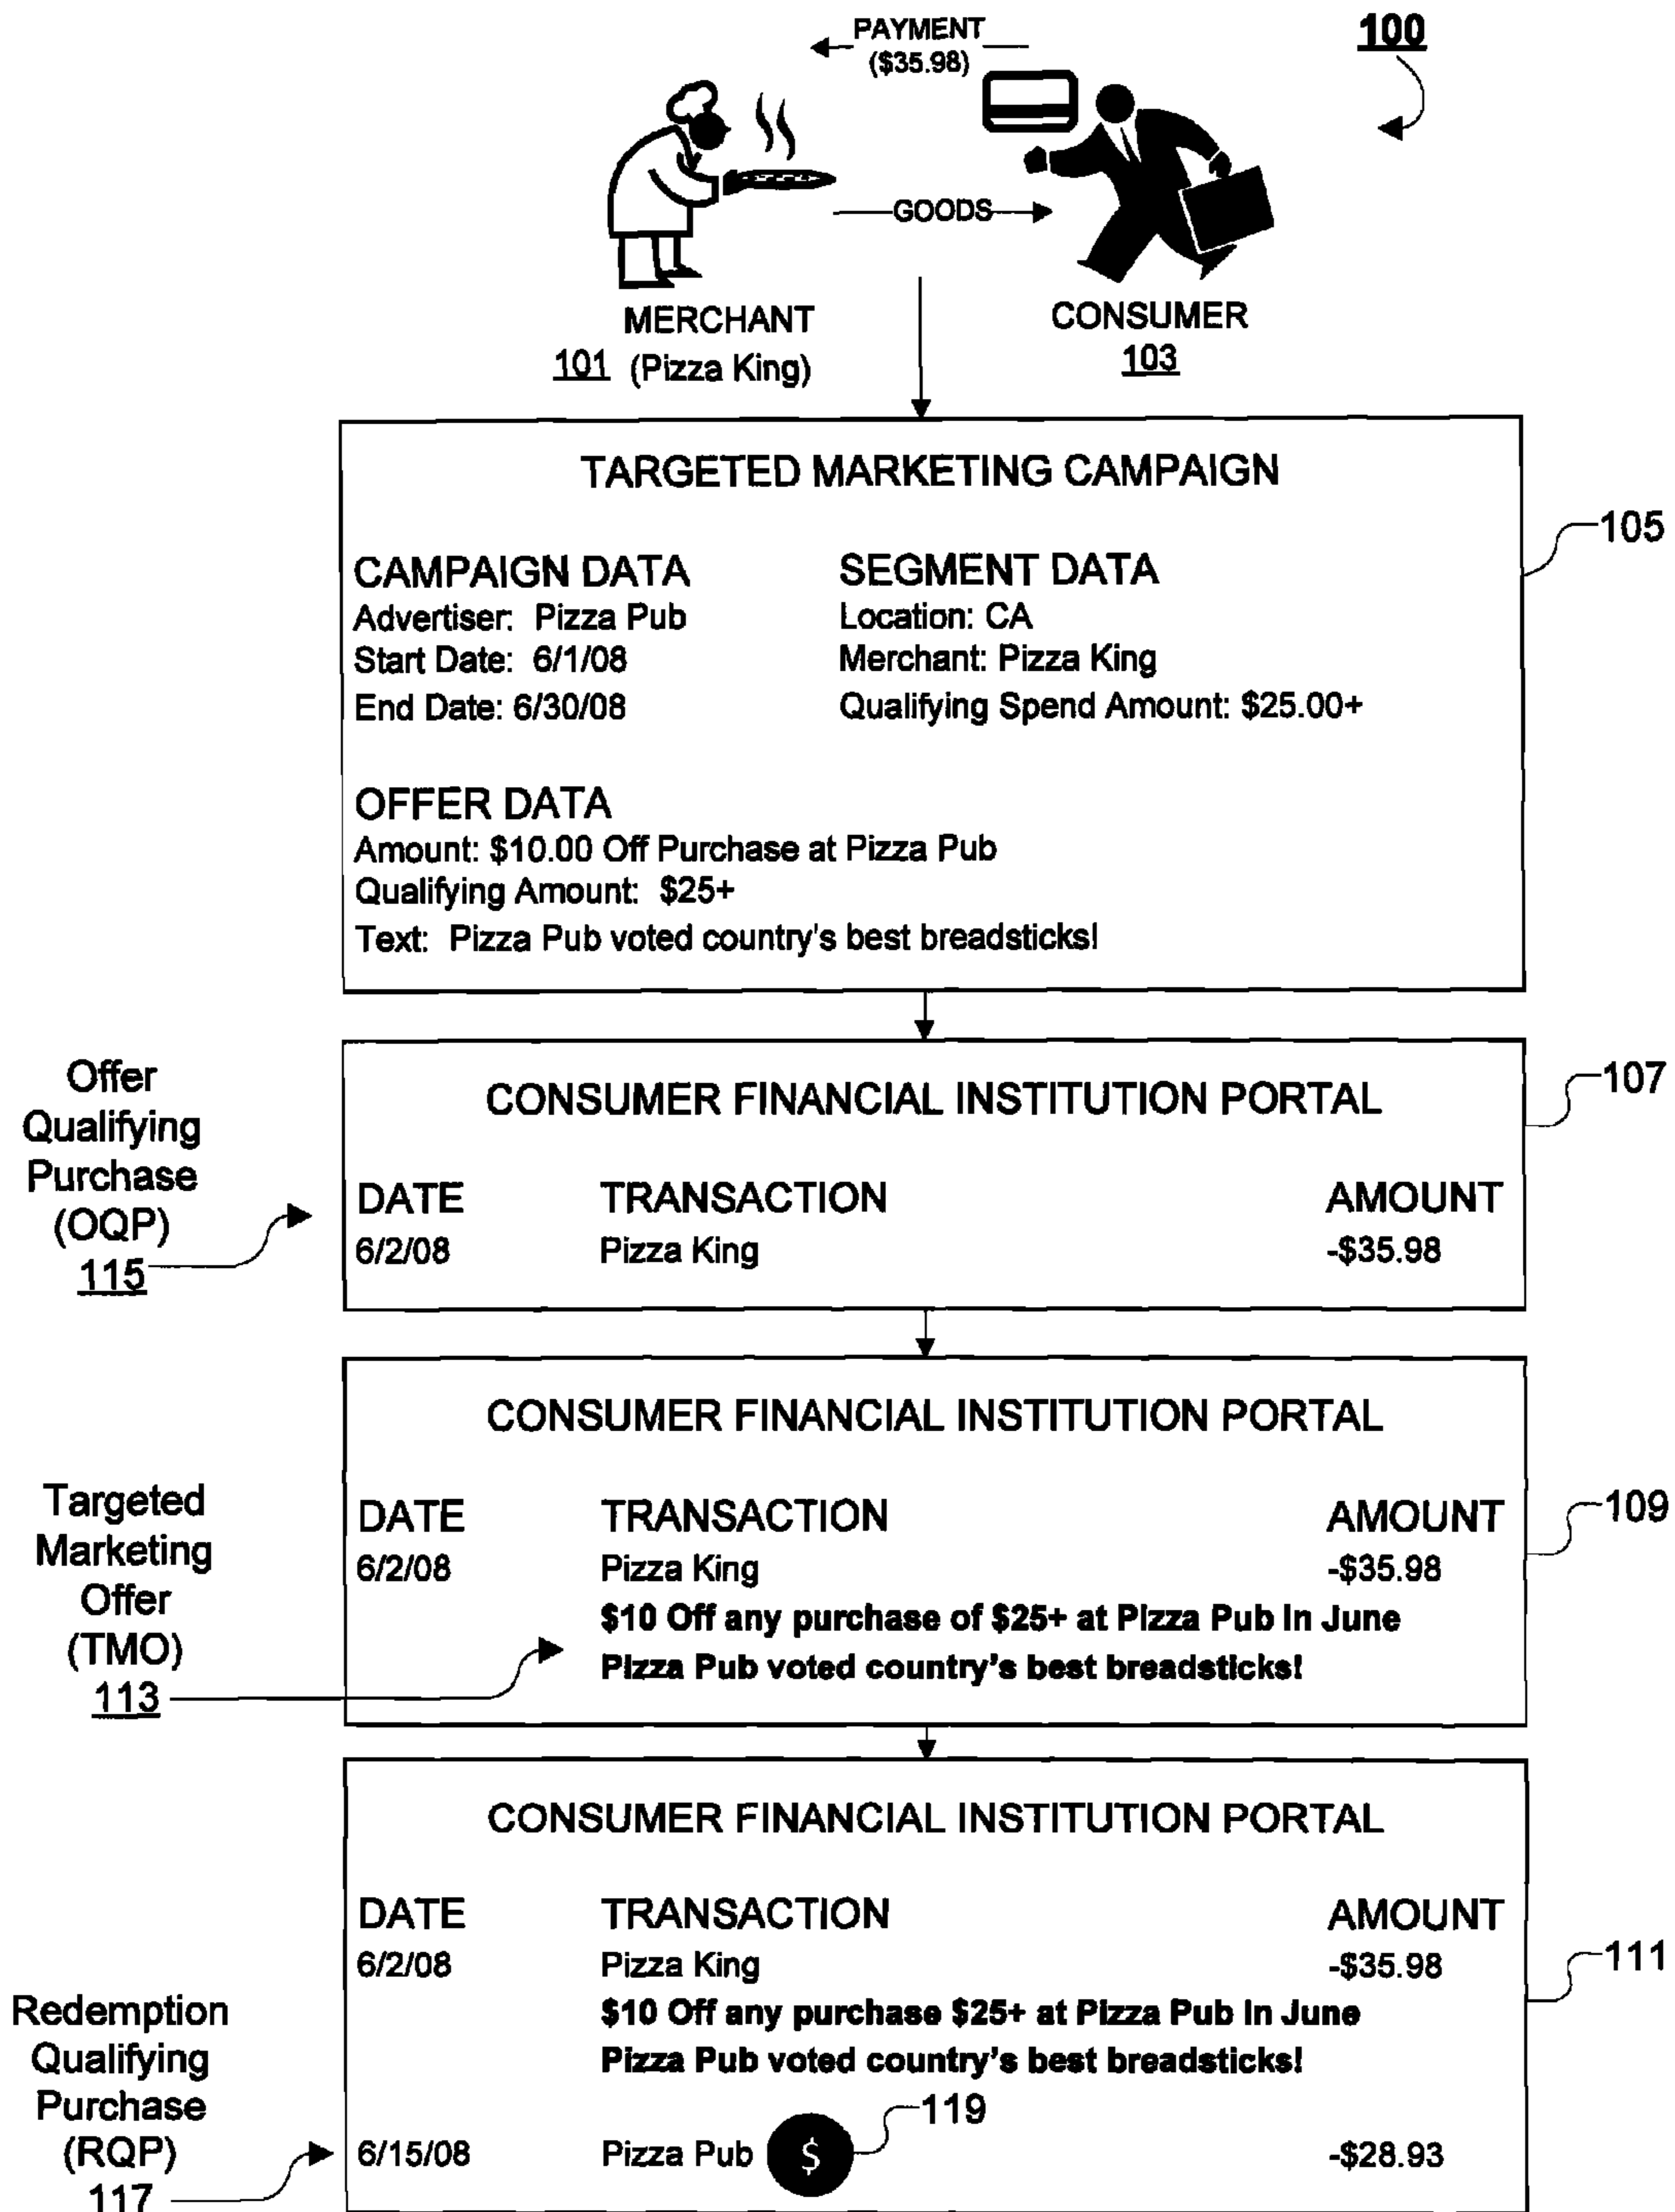 PAYMENT
($35.98)
100
GOODS
MERCHANT
101 (Pizza King)
CONSUMER
103
TARGETED MARKETING CAMPAIGN
105
CAMPAIGN DATA
Advertiser: Pizza Pub
Start Date: 6/1/08
End Date: 6/30/08
SEGMENT DATA
Location: CA
Merchant: Pizza King
Qualifying Spend Amount: $25.00+
OFFER DATA
Amount: $10.00 Off Purchase at Pizza Pub
Qualifying Amount: $25+
Text: Pizza Pub voted country's best breadsticks!
Offer
Qualifying
Purchase
(OQP)
115
CONSUMER FINANCIAL INSTITUTION PORTAL
107
DATE TRANSACTION AMOUNT
6/2/08 Pizza King -$35.98
Targeted
Marketing
Offer
(TMO)
113
CONSUMER FINANCIAL INSTITUTION PORTAL
109
DATE TRANSACTION AMOUNT
6/2/08 Pizza King -$35.98
$10 Off any purchase of $25+ at Pizza Pub In June
Pizza Pub voted country's best breadsticks!
Redemption
Qualifying
Purchase
(RQP)
117
CONSUMER FINANCIAL INSTITUTION PORTAL
111
DATE TRANSACTION AMOUNT
6/2/08 Pizza King -$35.98
$10 Off any purchase $25+ at Pizza Pub In June
Pizza Pub voted country's best breadsticks!
119
6/15/08 Pizza Pub $ -$28.93